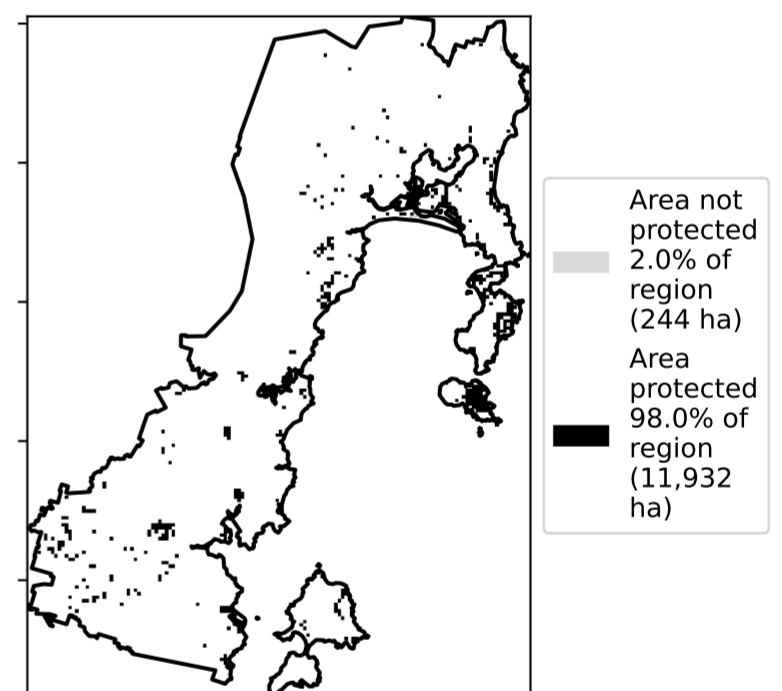 Area not
protected
2.0% of
region
(244 ha)
Area
protected
98.0% of
region
(11,932
ha)